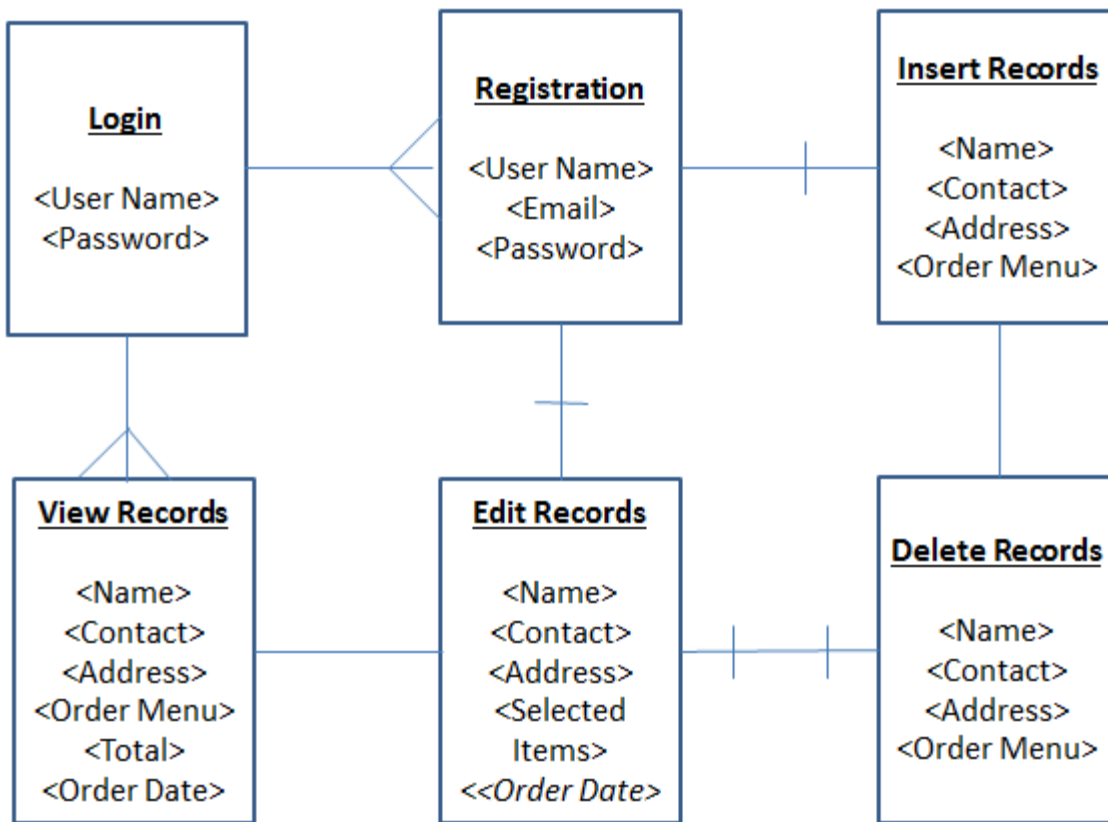 Login
<User Name>
<Password>
Registration
<User Name>
<Email>
<Password>
Insert Records
<Name>
<Contact>
<Address>
<Order Menu>
View Records
<Name>
<Contact>
<Address>
<Order Menu>
<Total>
<Order Date>
Edit Records
<Name>
<Contact>
<Address>
<Selected
Items>
<<Order Date>
Delete Records
<Name>
<Contact>
<Address>
<Order Menu>